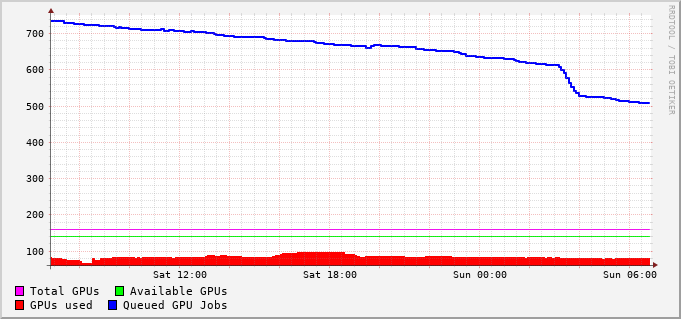 700
600
500
400
300
200
100
Sat 12:00 Sat 18:00 Sun 00:00 Sun 06:00
Total GPUs Available GPUs
GPUs used Queued GPU Jobs
RRDTOOL / TOBI OETIKER